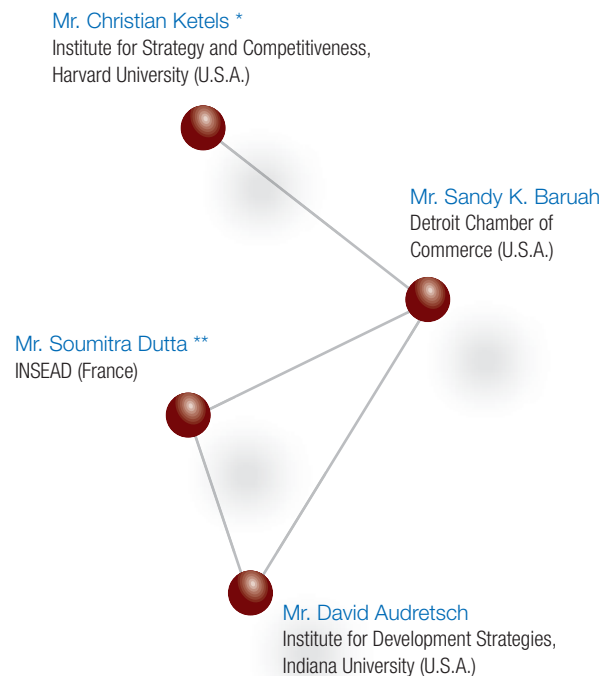 Mr. Christian Ketels *
Institute for Strategy and Competitiveness,
Harvard University (U.S.A.)
Mr. Sandy K. Baruah
Detroit Chamber of
Commerce (U.S.A.)
Mr. Soumitra Dutta **
INSEAD (France)
Mr. David Audretsch
Institute for Development Strategies,
Indiana University (U.S.A.)